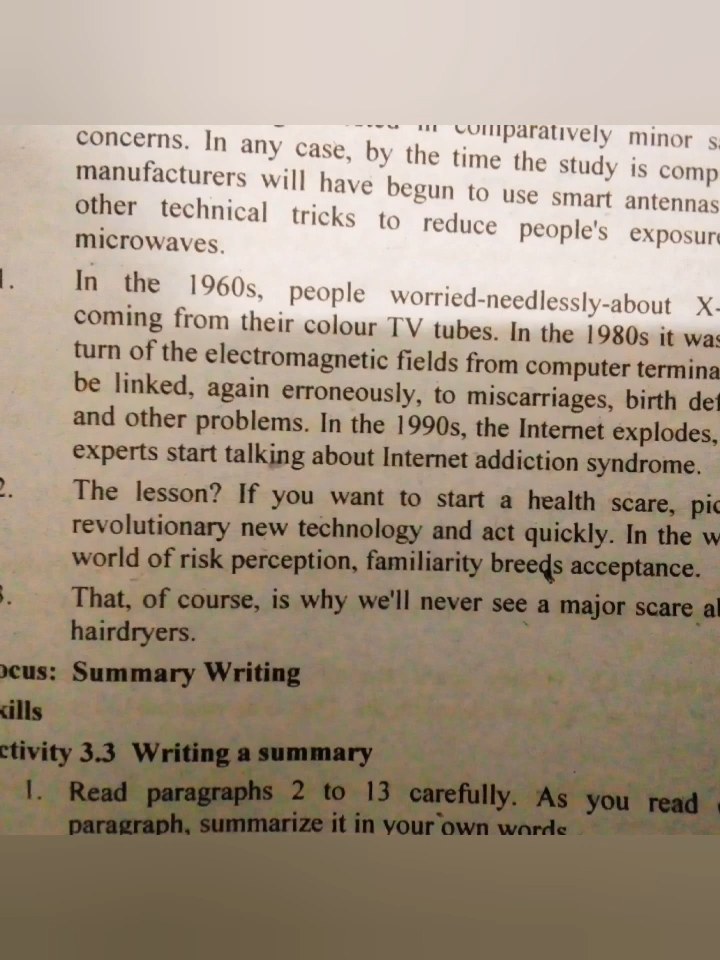 in comparatively minor
concerns. In any case, by the time the study is comp
manufacturers will have begun to use smart antennas
other technical tricks to reduce people's exposure
microwaves.
1. In the 1960s, people worried-needlessly-about X-
coming from their colour TV tubes. In the 1980s it was
turn of the electromagnetic fields from computer termina
be linked, again erroneously, to miscarriages, birth def
and other problems. In the 1990s, the Internet explodes,
experts start talking about Internet addiction syndrome.
2. The lesson? If you want to start a health scare, pic
revolutionary new technology and act quickly. In the w
world of risk perception, familiarity breeds acceptance.
3. That, of course, is why we'll never see a major scare a
hairdryers.
ocus: Summary Writing
kills
ctivity 3.3 Writing a summary
1. Read paragraphs 2 to 13 carefully. As you read
paragraph, summarize it in your own words